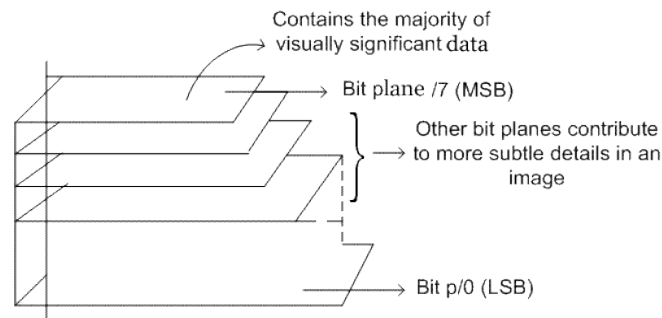 Contains the majority of
visually significant data
Bit plane /7 (MSB)
Other bit planes contribute
to more subtle details in an
image
Bit p/0 (LSB)